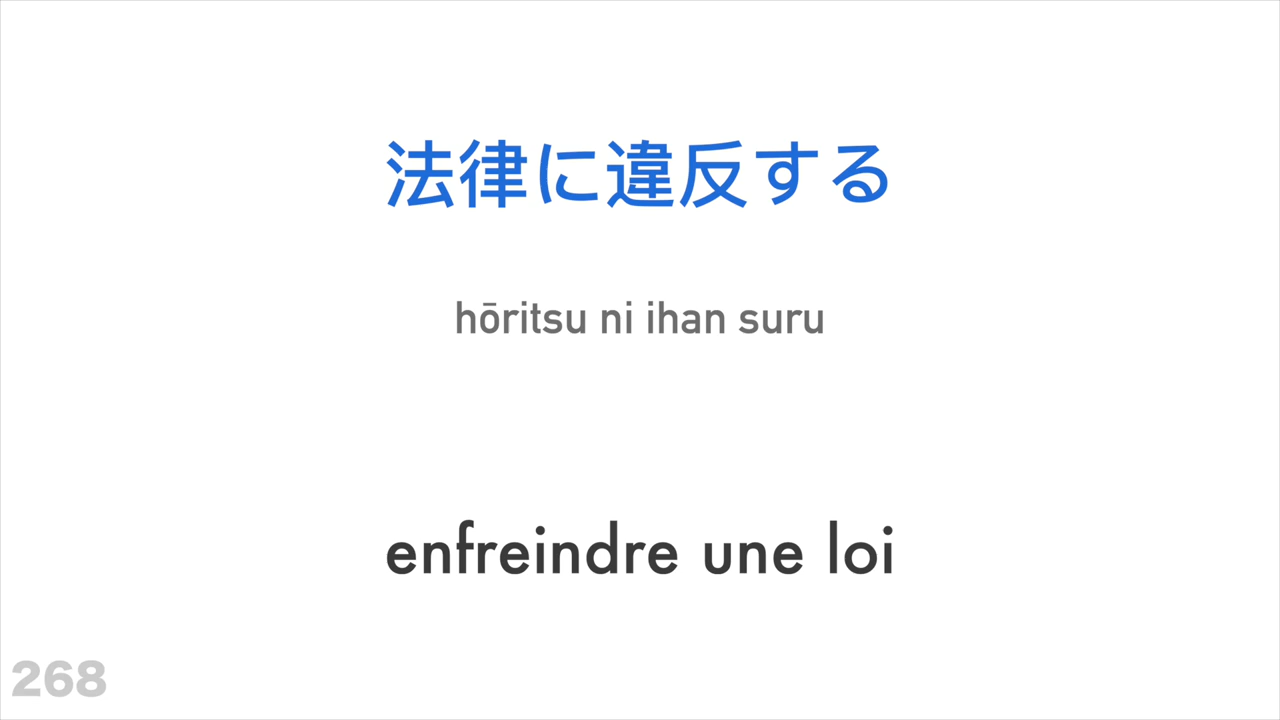 法律に違反する
hōritsu ni ihan suru
enfreindre une loi
268